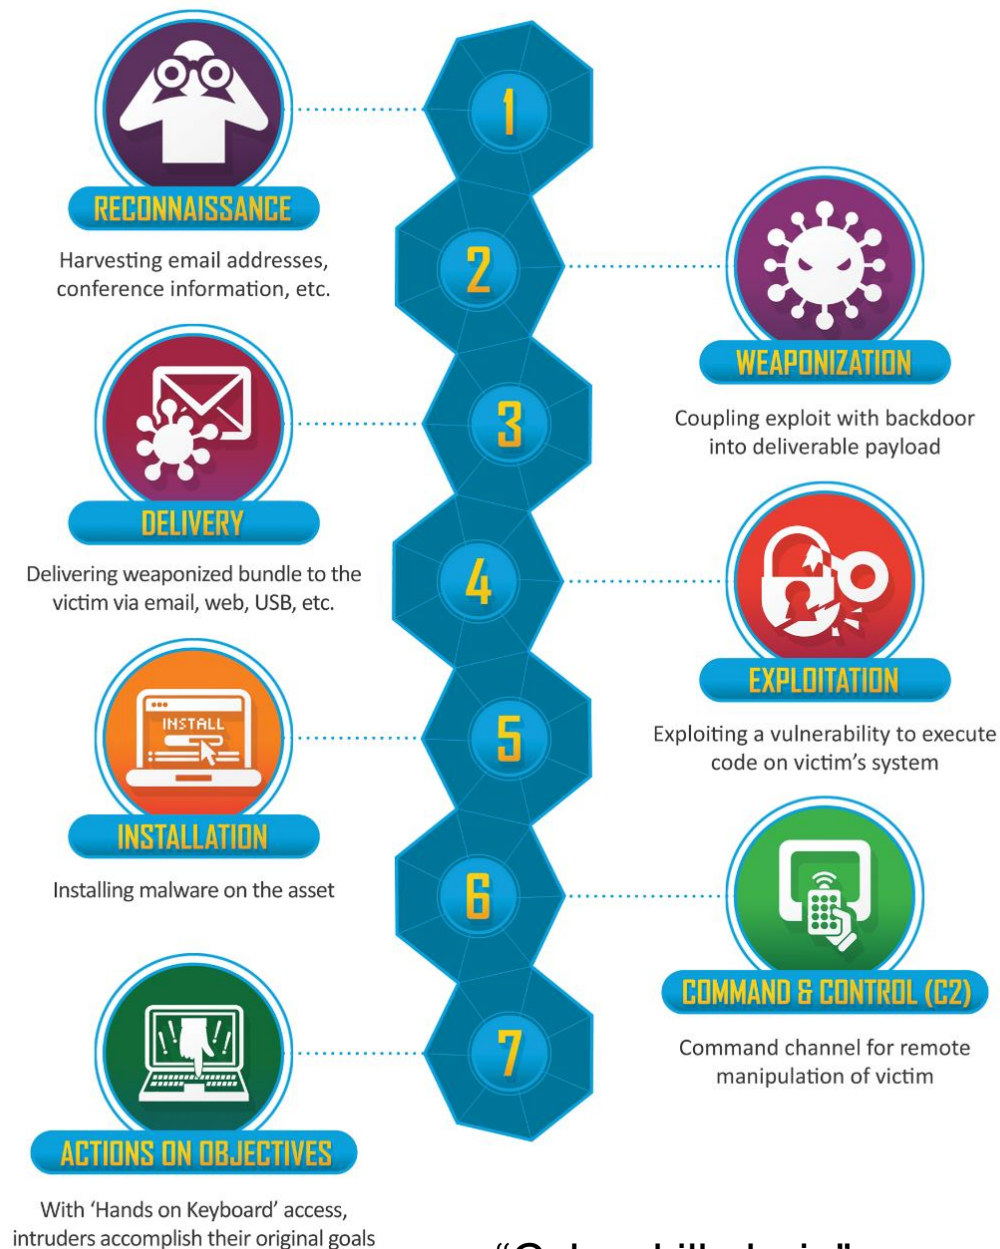 1
RECONNAISSANCE
Harvesting email addresses,
conference information, etc.
2
WEAPONIZATION
Coupling exploit with backdoor
into deliverable payload
3
DELIVERY
Delivering weaponized bundle to the
victim via email, web, USB, etc.
4
EXPLOITATION
Exploiting a vulnerability to execute
code on victim’s system
5
INSTALL
INSTALLATION
Installing malware on the asset
6
COMMAND & CONTROL (C2)
Command channel for remote
manipulation of victim
7
ACTIONS ON OBJECTIVES
With ‘Hands on Keyboard’ access,
intruders accomplish their original goals